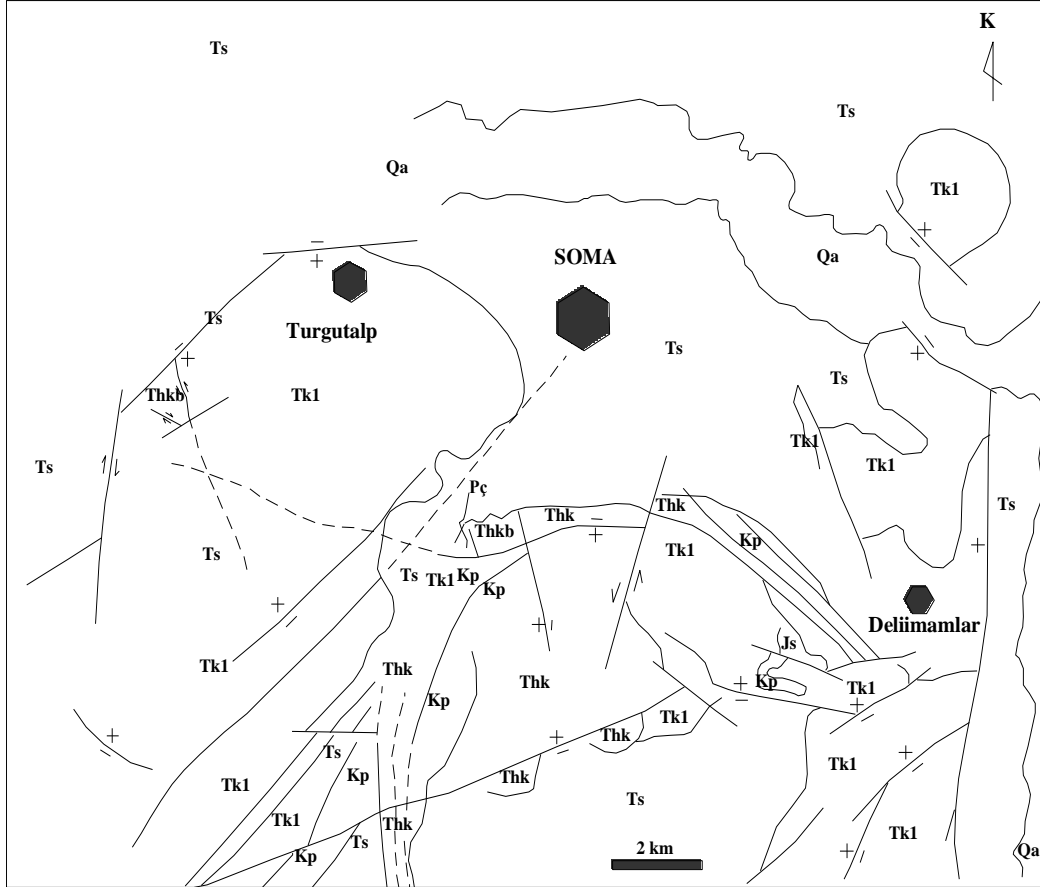 K
Ts
Ts
Qa
Tk1
SOMA
Qa
Ts
Turgutalp
Ts
Ts
Thkb
Tk1
Tk1
Tk1
Ts
Pç
Ts
Thk
Thk
Thkb
Kp
Ts
Tk1
Ts
Tk1
Kp
Kp
Deliimamlar
Js
Tk1
Thk
Thk
Kp
Tk1
Kp
Tk1
Thk
Ts
Tk1
Kp
Thk
Tk1
Ts
Tk1
Thk
Tk1
Ts
2 km
Kp
Qa